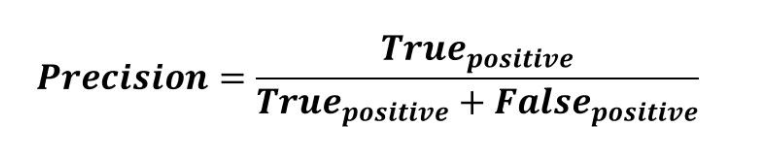 Precision = True_positive / (True_positive + False_positive)